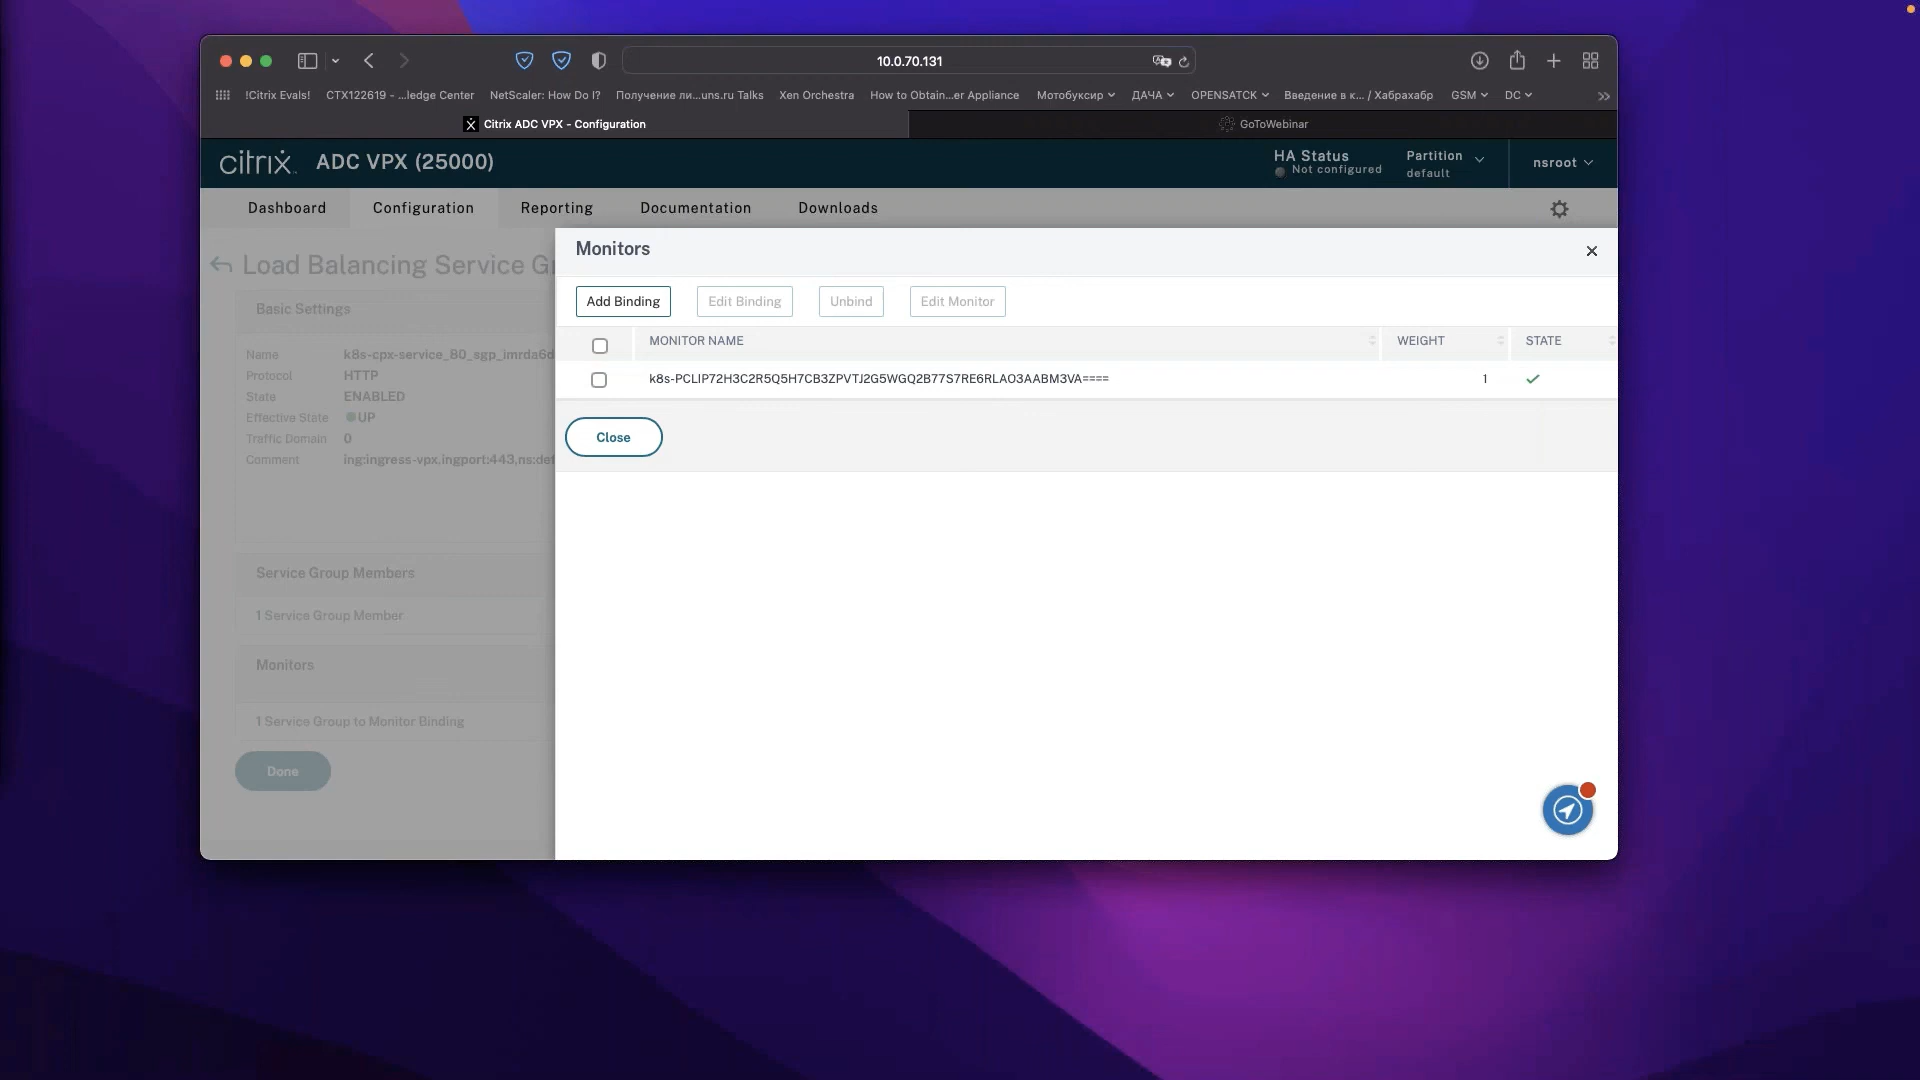 10.0.70.131
!Citrix Evals!
CTX122619 - ...ledge Center
NetScaler: How Do I?
Получение ли...uns.ru Talks
Xen Orchestra
How to Obtain...er Appliance
Мотобуксир
ДАЧА
OPENSATCK
Введение в к... / Хабрахабр
GSM
DC
Citrix ADC VPX - Configuration
GoToWebinar
citrix. ADC VPX (25000)
HA Status
Not configured
Partition
default
nsroot
Dashboard
Configuration
Reporting
Documentation
Downloads
Load Balancing Service Gr
Basic Settings
Name k8s-cpx-service_80_sgp_imrda6d
Protocol HTTP
State ENABLED
Effective State UP
Traffic Domain 0
Comment ing:ingress-vpx,ingport:443,ns:def
Service Group Members
1 Service Group Member
Monitors
1 Service Group to Monitor Binding
Done
Monitors
Add Binding
Edit Binding
Unbind
Edit Monitor
MONITOR NAME WEIGHT STATE
k8s-PCLIP72H3C2R5Q5H7CB3ZPVTJ2G5WGQ2B77S7RE6RLAO3AABM3VA==== 1
Close